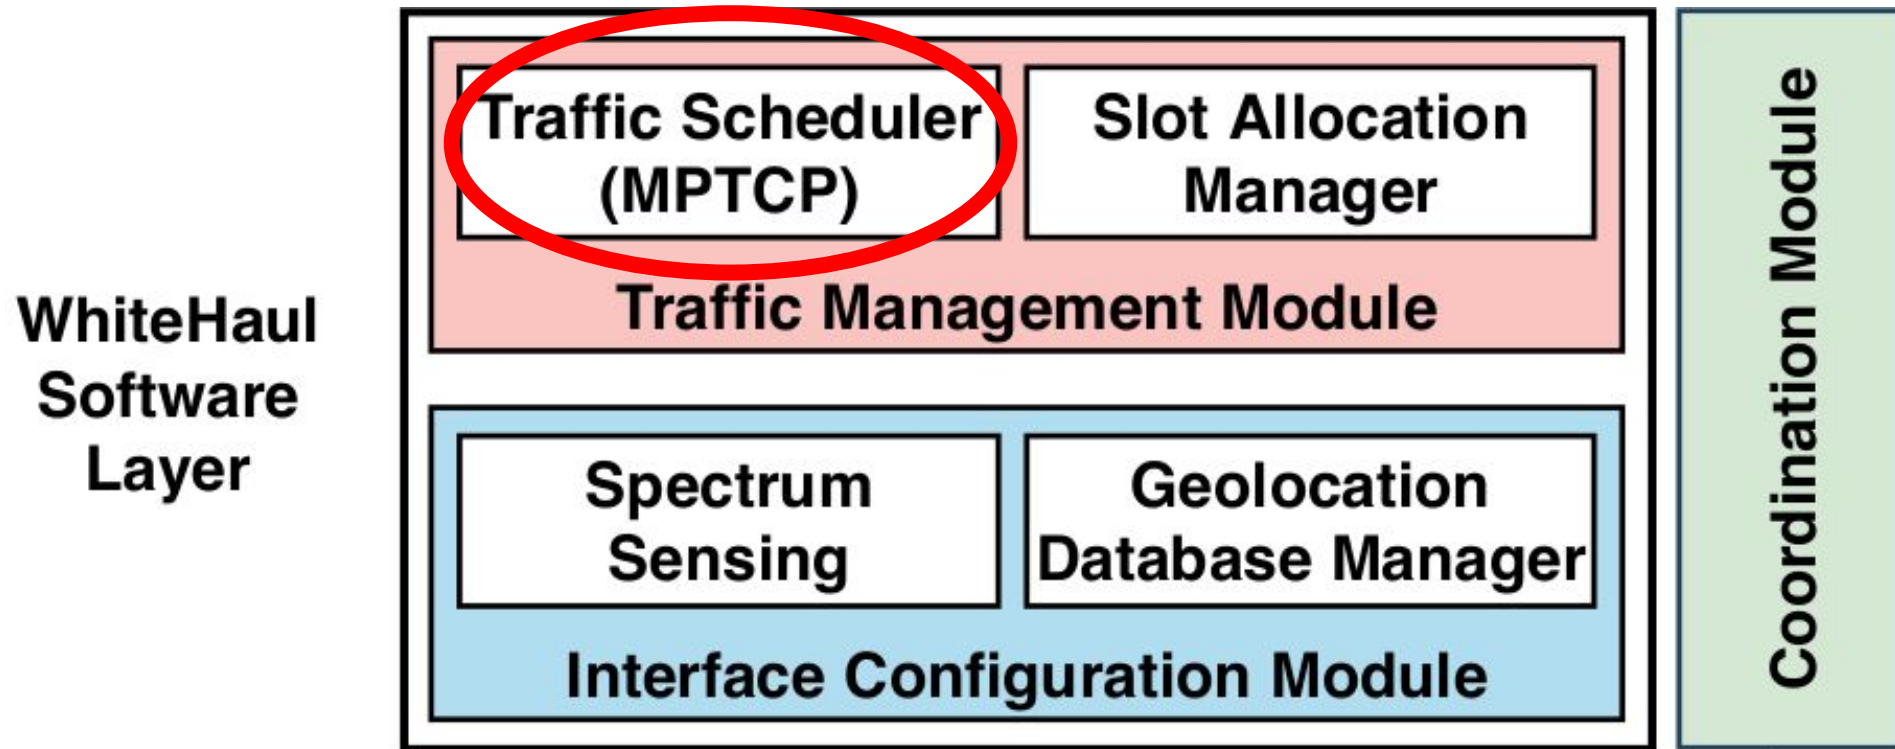 WhiteHaul
Software
Layer
Traffic Scheduler
(MPTCP)
Slot Allocation
Manager
Traffic Management Module
Spectrum
Sensing
Geolocation
Database Manager
Interface Configuration Module
Coordination Module